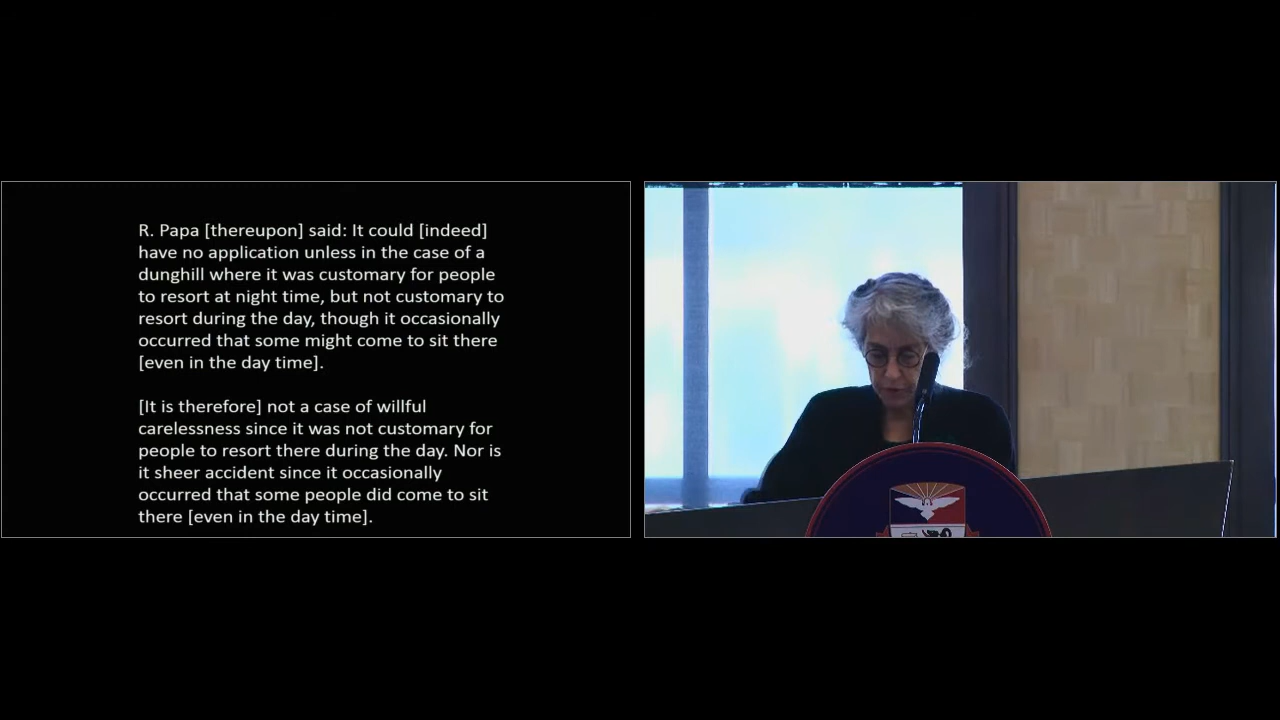 R. Papa [thereupon] said: It could [indeed]
have no application unless in the case of a
dunghill where it was customary for people
to resort at night time, but not customary to
resort during the day, though it occasionally
occurred that some might come to sit there
[even in the day time].
[It is therefore] not a case of willful
carelessness since it was not customary for
people to resort there during the day. Nor is
it sheer accident since it occasionally
occurred that some people did come to sit
there [even in the day time].